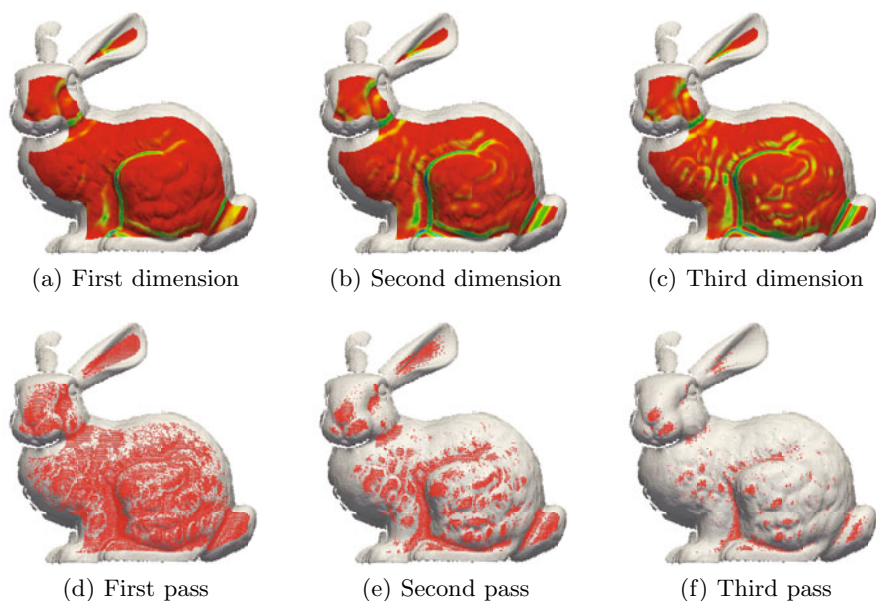 (a) First dimension
(b) Second dimension
(c) Third dimension
(d) First pass
(e) Second pass
(f) Third pass